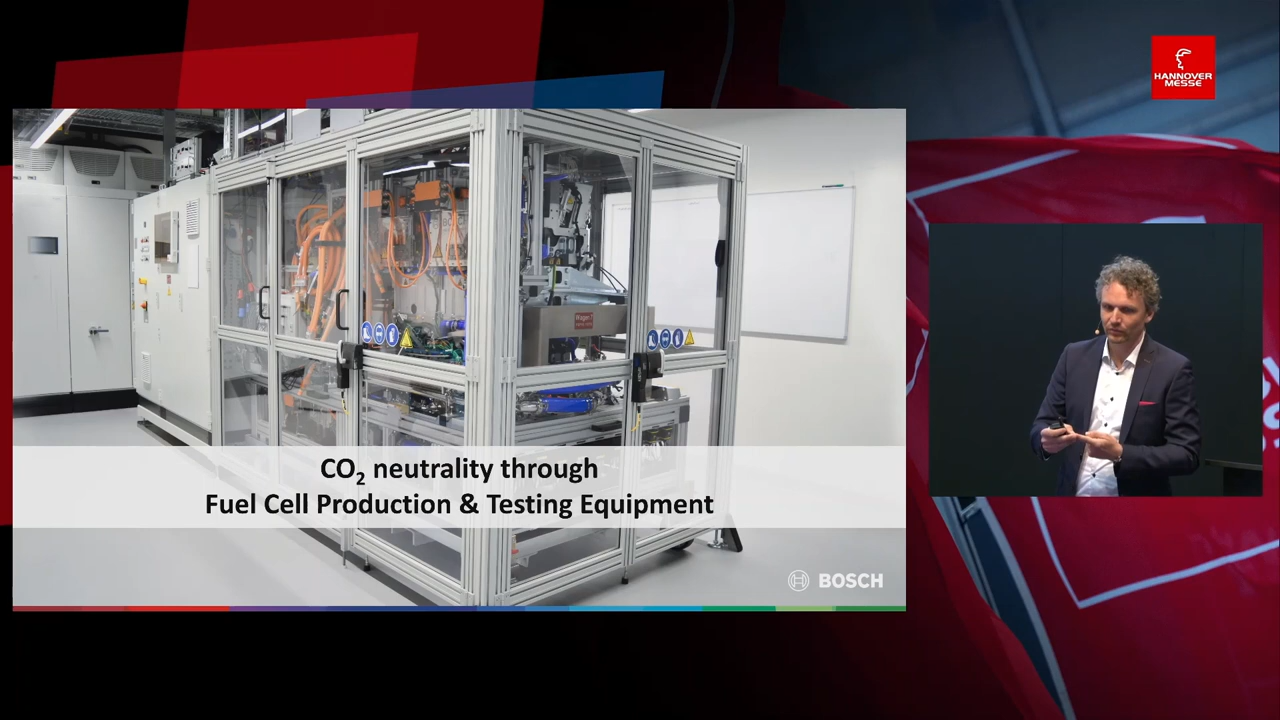 HANNOVER
MESSE
CO₂ neutrality through
Fuel Cell Production & Testing Equipment
BOSCH